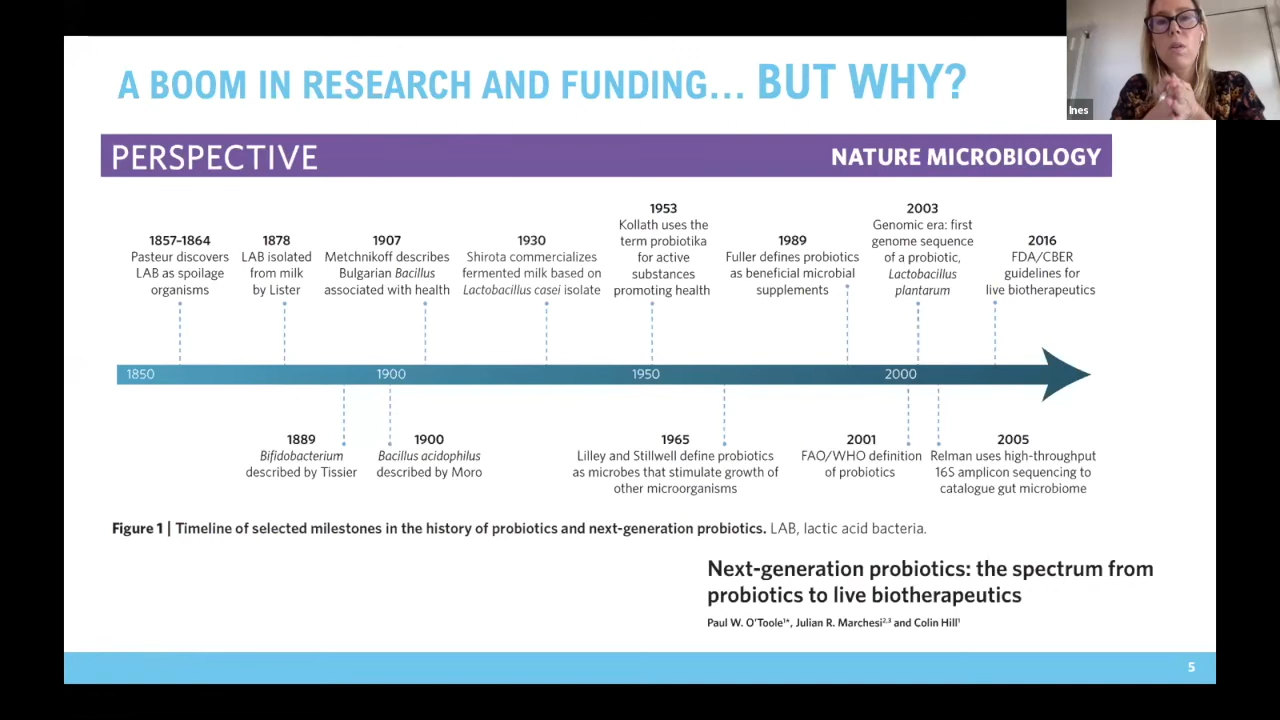 A BOOM IN RESEARCH AND FUNDING... BUT WHY?
Ines
PERSPECTIVE
NATURE MICROBIOLOGY
1857–1864
Pasteur discovers
LAB as spoilage
organisms
1878
LAB isolated
from milk
by Lister
1907
Metchnikoff describes
Bulgarian Bacillus
associated with health
1930
Shirota commercializes
fermented milk based on
Lactobacillus casei isolate
1953
Kollath uses the
term probiotika
for active
substances
promoting health
1989
Fuller defines probiotics
as beneficial microbial
supplements
2003
Genomic era: first
genome sequence
of a probiotic,
Lactobacillus
plantarum
2016
FDA/CBER
guidelines for
live biotherapeutics
1850
1900
1950
2000
1889
Bifidobacterium
described by Tissier
1900
Bacillus acidophilus
described by Moro
1965
Lilley and Stillwell define probiotics
as microbes that stimulate growth of
other microorganisms
2001
FAO/WHO definition
of probiotics
2005
Relman uses high-throughput
16S amplicon sequencing to
catalogue gut microbiome
Figure 1 | Timeline of selected milestones in the history of probiotics and next-generation probiotics. LAB, lactic acid bacteria.
Next-generation probiotics: the spectrum from
probiotics to live biotherapeutics
Paul W. O'Toole¹*, Julian R. Marchesi²,³ and Colin Hill¹
5